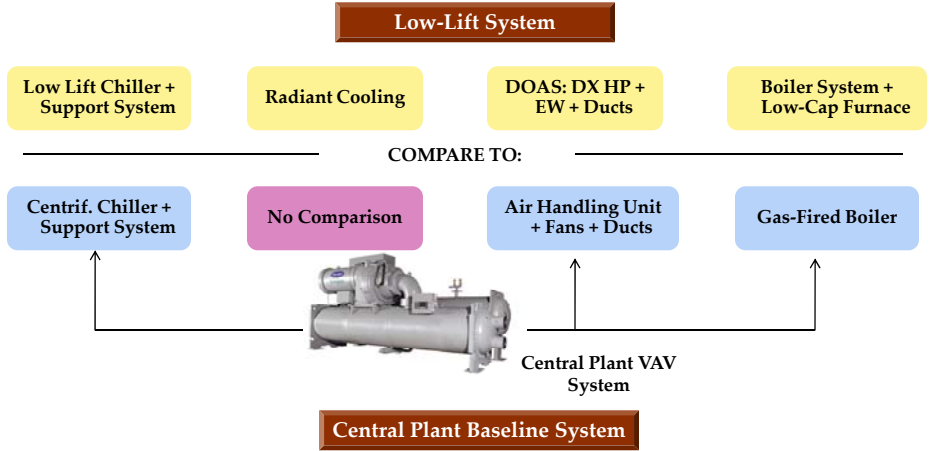 Low-Lift System
Low Lift Chiller +
Support System
Radiant Cooling
DOAS: DX HP +
EW + Ducts
Boiler System +
Low-Cap Furnace
COMPARE TO:
Centrif. Chiller +
Support System
No Comparison
Air Handling Unit
+ Fans + Ducts
Gas-Fired Boiler
Central Plant VAV
System
Central Plant Baseline System